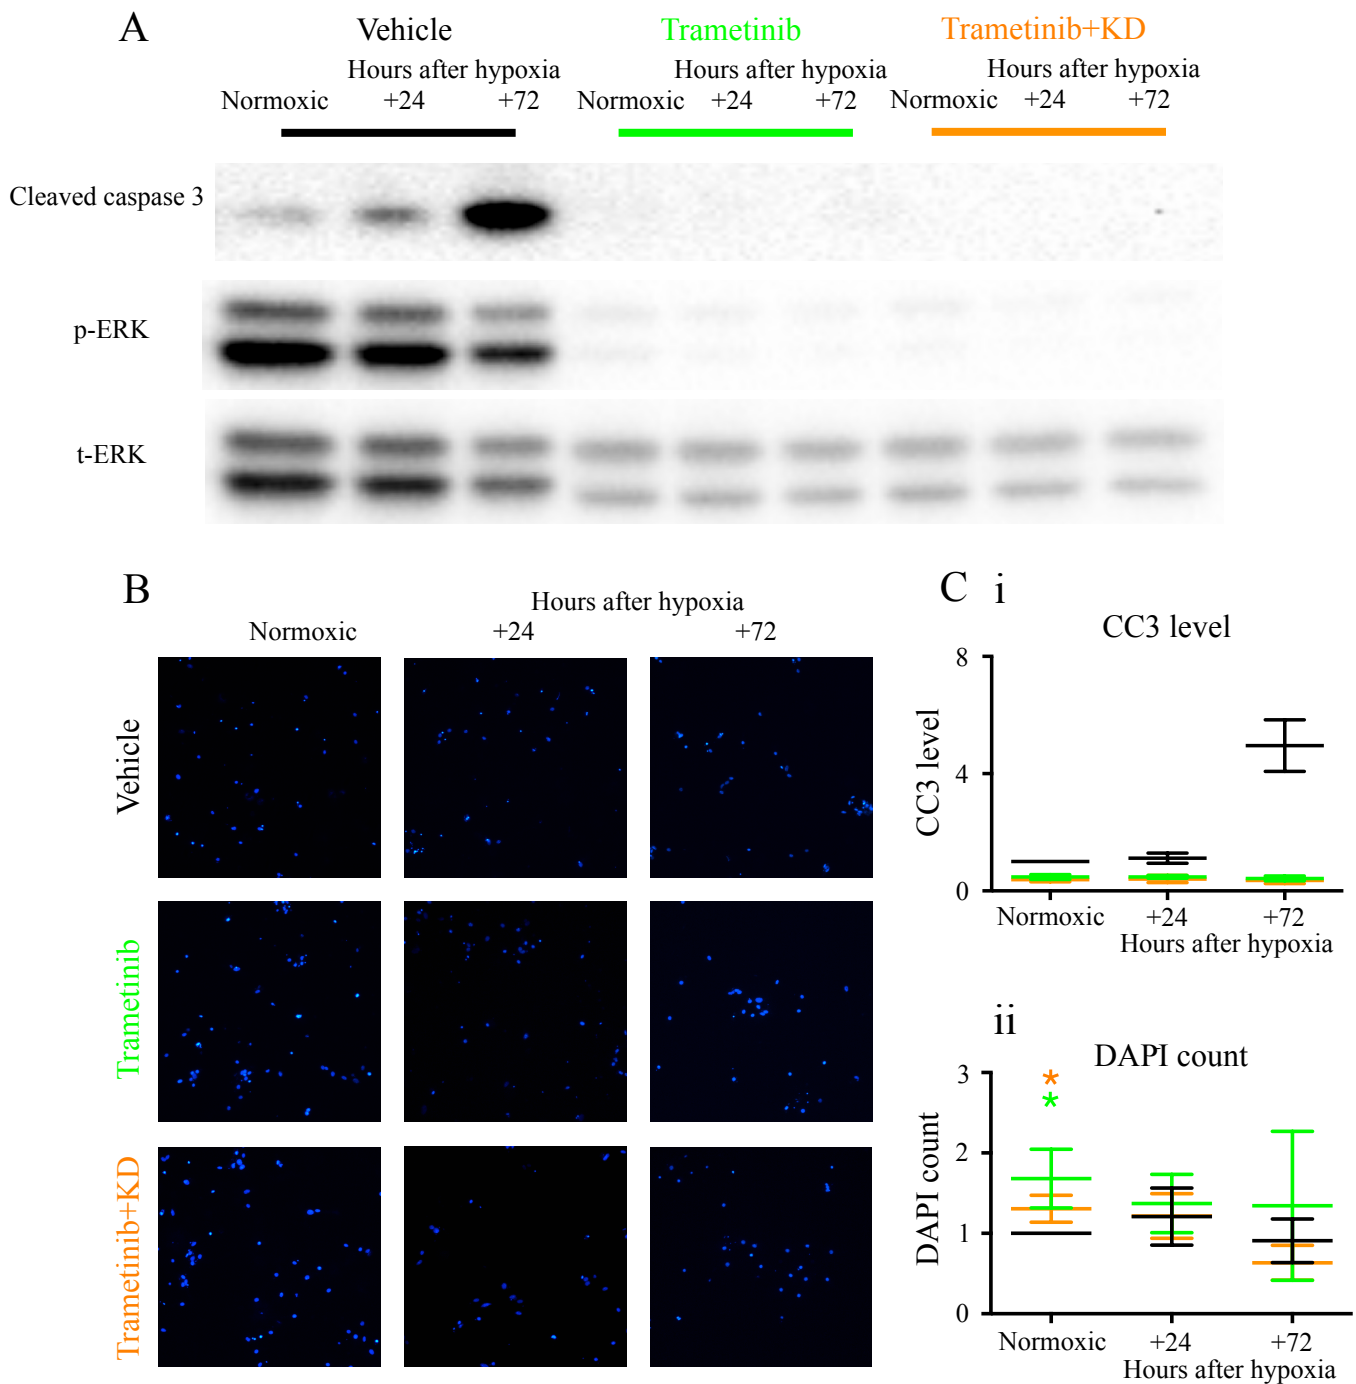 A
Vehicle Trametinib Trametinib+KD
Hours after hypoxia Hours after hypoxia Hours after hypoxia
Normoxic +24 +72 Normoxic +24 +72 Normoxic +24 +72
Cleaved caspase 3
p-ERK
t-ERK
B
Hours after hypoxia
Normoxic +24 +72
Vehicle
Trametinib
Trametinib+KD
C i
CC3 level
CC3 level
8
4
0
Normoxic +24 +72
Hours after hypoxia
ii
DAPI count
DAPI count
3
2
1
0
*
*
Normoxic +24 +72
Hours after hypoxia